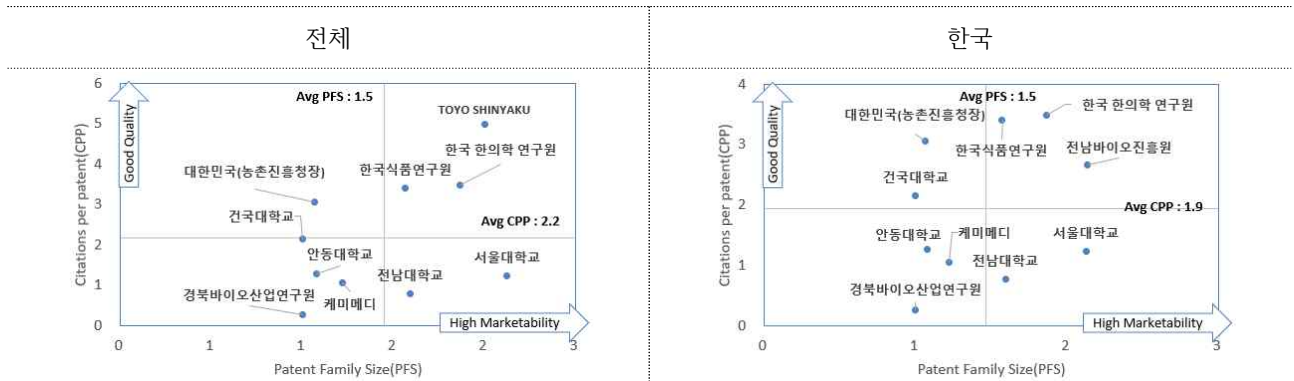 전체
한국
Avg PFS : 1.5
Good Quality
Citations per patent(CPP)
6
5
4
3
2
1
0
TOYO SHINYAKU
한국 한의학 연구원
한국식품연구원
대한민국(농촌진흥청장)
건국대학교
Avg CPP : 2.2
안동대학교
서울대학교
전남대학교
케미메디
경북바이오산업연구원
High Marketability
0 1 1 2 2 3
Patent Family Size(PFS)
Avg PFS : 1.5
Good Quality
Citations per patent(CPP)
4
3
2
1
0
한국 한의학 연구원
대한민국(농촌진흥청장)
한국식품연구원
전남바이오진흥원
건국대학교
Avg CPP : 1.9
안동대학교
케미메디
서울대학교
전남대학교
경북바이오산업연구원
High Marketability
0 1 2 3
Patent Family Size(PFS)